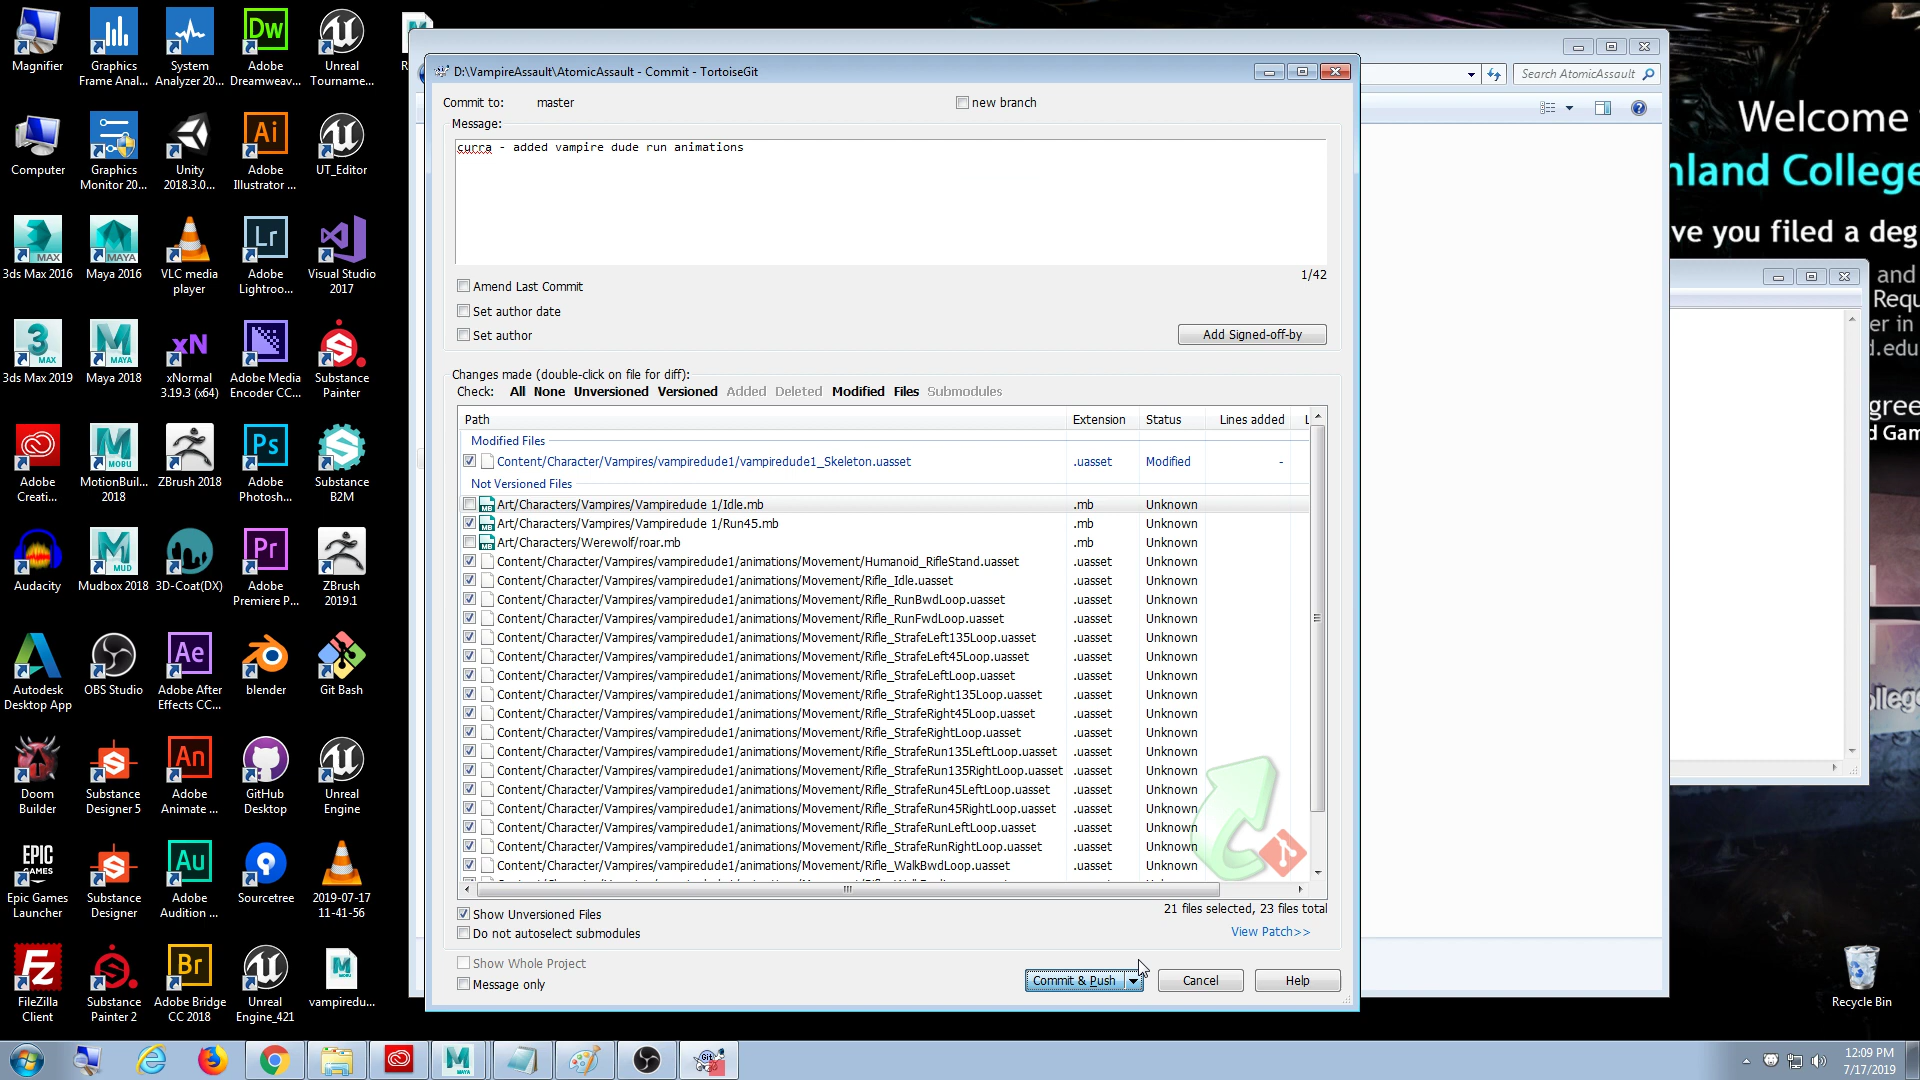 Magnifier
Graphics Frame Anal...
System Analyzer 20...
Adobe Dreamweav...
Unreal Tourname...
Computer
Graphics Monitor 20...
Unity 2018.3.0...
Adobe Illustrator ...
UT_Editor
3ds Max 2016
Maya 2016
VLC media player
Adobe Lightroo...
Visual Studio 2017
3ds Max 2019
Maya 2018
xNormal 3.19.3 (x64)
Adobe Media Encoder CC...
Substance Painter
Adobe Creati...
MotionBuil... 2018
ZBrush 2018
Adobe Photosh...
Substance B2M
Audacity
Mudbox 2018
3D-Coat(DX)
Adobe Premiere P...
ZBrush 2019.1
Autodesk Desktop App
OBS Studio
Adobe After Effects CC...
blender
Git Bash
Doom Builder
Substance Designer 5
Adobe Animate ...
GitHub Desktop
Unreal Engine
Epic Games Launcher
Substance Designer
Adobe Audition ...
Sourcetree
2019-07-17 11-41-56
FileZilla Client
Substance Painter 2
Adobe Bridge CC 2018
Unreal Engine_421
vampiredu...
D:\VampireAssault\AtomicAssault - Commit - TortoiseGit
Commit to: master
new branch
Message:
curra - added vampire dude run animations
1/42
Amend Last Commit
Set author date
Set author
Add Signed-off-by
Changes made (double-click on file for diff):
Check: All None Unversioned Versioned Added Deleted Modified Files Submodules
Path Extension Status Lines added L
Modified Files
Content/Character/Vampires/vampiredude1/vampiredude1_Skeleton.uasset .uasset Modified -
Not Versioned Files
Art/Characters/Vampires/Vampiredude 1/Idle.mb .mb Unknown
Art/Characters/Vampires/Vampiredude 1/Run45.mb .mb Unknown
Art/Characters/Werewolf/roar.mb .mb Unknown
Content/Character/Vampires/vampiredude1/animations/Movement/Humanoid_RifleStand.uasset .uasset Unknown
Content/Character/Vampires/vampiredude1/animations/Movement/Rifle_Idle.uasset .uasset Unknown
Content/Character/Vampires/vampiredude1/animations/Movement/Rifle_RunBwdLoop.uasset .uasset Unknown
Content/Character/Vampires/vampiredude1/animations/Movement/Rifle_RunFwdLoop.uasset .uasset Unknown
Content/Character/Vampires/vampiredude1/animations/Movement/Rifle_StrafeLeft135Loop.uasset .uasset Unknown
Content/Character/Vampires/vampiredude1/animations/Movement/Rifle_StrafeLeft45Loop.uasset .uasset Unknown
Content/Character/Vampires/vampiredude1/animations/Movement/Rifle_StrafeLeftLoop.uasset .uasset Unknown
Content/Character/Vampires/vampiredude1/animations/Movement/Rifle_StrafeRight135Loop.uasset .uasset Unknown
Content/Character/Vampires/vampiredude1/animations/Movement/Rifle_StrafeRight45Loop.uasset .uasset Unknown
Content/Character/Vampires/vampiredude1/animations/Movement/Rifle_StrafeRightLoop.uasset .uasset Unknown
Content/Character/Vampires/vampiredude1/animations/Movement/Rifle_StrafeRun135LeftLoop.uasset .uasset Unknown
Content/Character/Vampires/vampiredude1/animations/Movement/Rifle_StrafeRun135RightLoop.uasset .uasset Unknown
Content/Character/Vampires/vampiredude1/animations/Movement/Rifle_StrafeRun45LeftLoop.uasset .uasset Unknown
Content/Character/Vampires/vampiredude1/animations/Movement/Rifle_StrafeRun45RightLoop.uasset .uasset Unknown
Content/Character/Vampires/vampiredude1/animations/Movement/Rifle_StrafeRunLeftLoop.uasset .uasset Unknown
Content/Character/Vampires/vampiredude1/animations/Movement/Rifle_StrafeRunRightLoop.uasset .uasset Unknown
Content/Character/Vampires/vampiredude1/animations/Movement/Rifle_WalkBwdLoop.uasset .uasset Unknown
Show Unversioned Files
21 files selected, 23 files total
Do not autoselect submodules
View Patch>>
Show Whole Project
Message only
Commit & Push
Cancel
Help
Search AtomicAssault
Welcome
nland College
ve you filed a deg
and
Requ
er in
d.edu
gree
d Gam
ollege
Recycle Bin
12:09 PM
7/17/2019